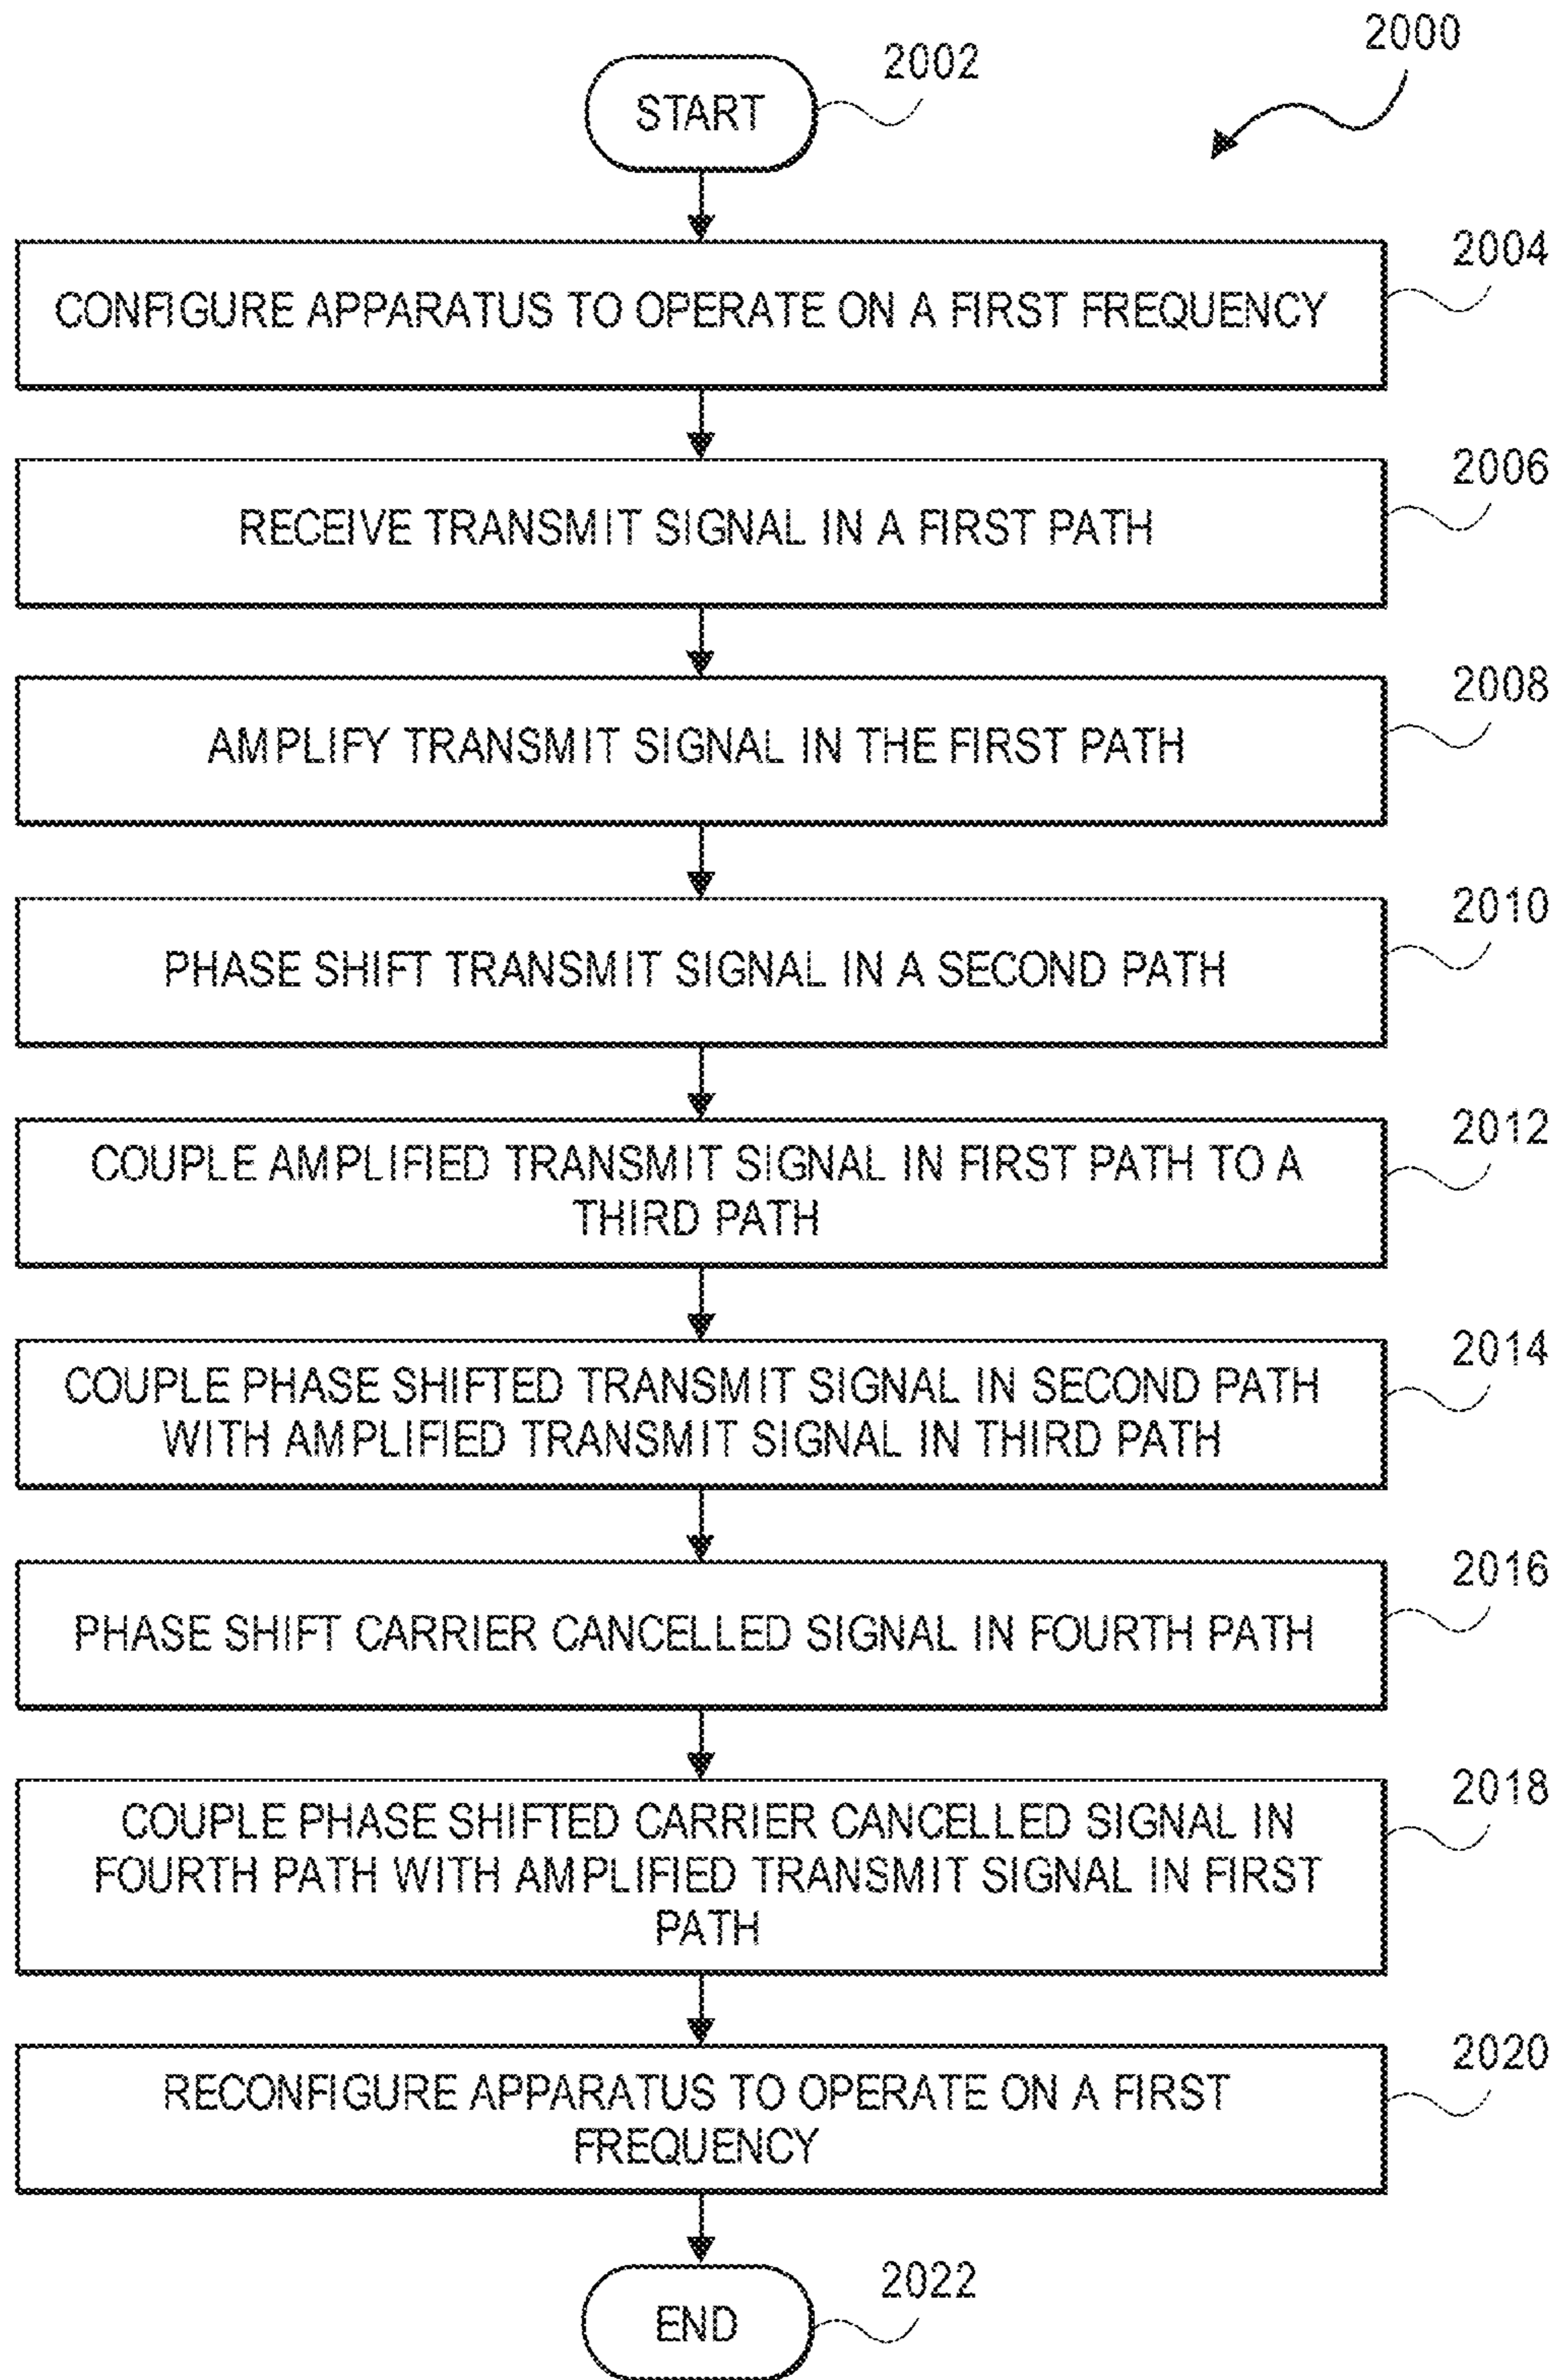 2000
START
2002
CONFIGURE APPARATUS TO OPERATE ON A FIRST FREQUENCY
2004
RECEIVE TRANSMIT SIGNAL IN A FIRST PATH
2006
AMPLIFY TRANSMIT SIGNAL IN THE FIRST PATH
2008
PHASE SHIFT TRANSMIT SIGNAL IN A SECOND PATH
2010
COUPLE AMPLIFIED TRANSMIT SIGNAL IN FIRST PATH TO A
THIRD PATH
2012
COUPLE PHASE SHIFTED TRANSMIT SIGNAL IN SECOND PATH
WITH AMPLIFIED TRANSMIT SIGNAL IN THIRD PATH
2014
PHASE SHIFT CARRIER CANCELLED SIGNAL IN FOURTH PATH
2016
COUPLE PHASE SHIFTED CARRIER CANCELLED SIGNAL IN
FOURTH PATH WITH AMPLIFIED TRANSMIT SIGNAL IN FIRST
PATH
2018
RECONFIGURE APPARATUS TO OPERATE ON A FIRST
FREQUENCY
2020
END
2022